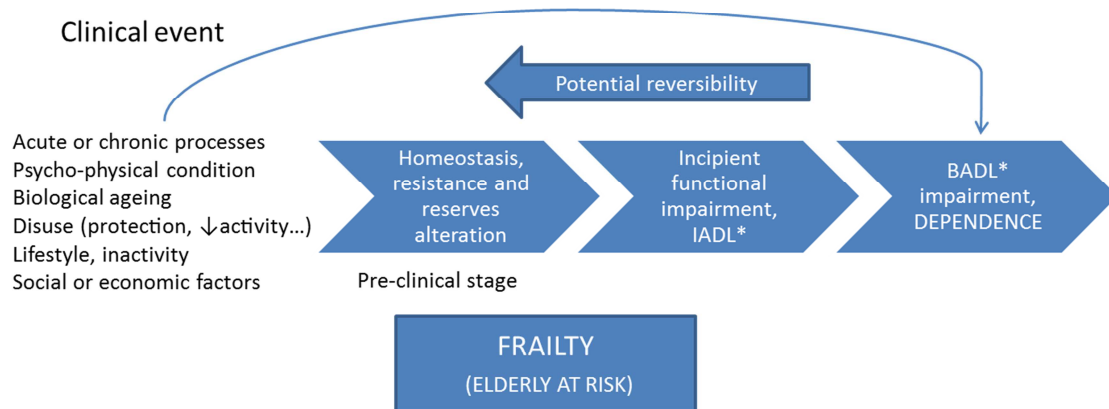 Clinical event
Potential reversibility
Acute or chronic processes
Psycho-physical condition
Biological ageing
Disuse (protection, ↓activity…)
Lifestyle, inactivity
Social or economic factors
Homeostasis,
resistance and
reserves
alteration
Incipient
functional
impairment,
IADL*
BADL*
impairment,
DEPENDENCE
Pre-clinical stage
FRAILTY
(ELDERLY AT RISK)